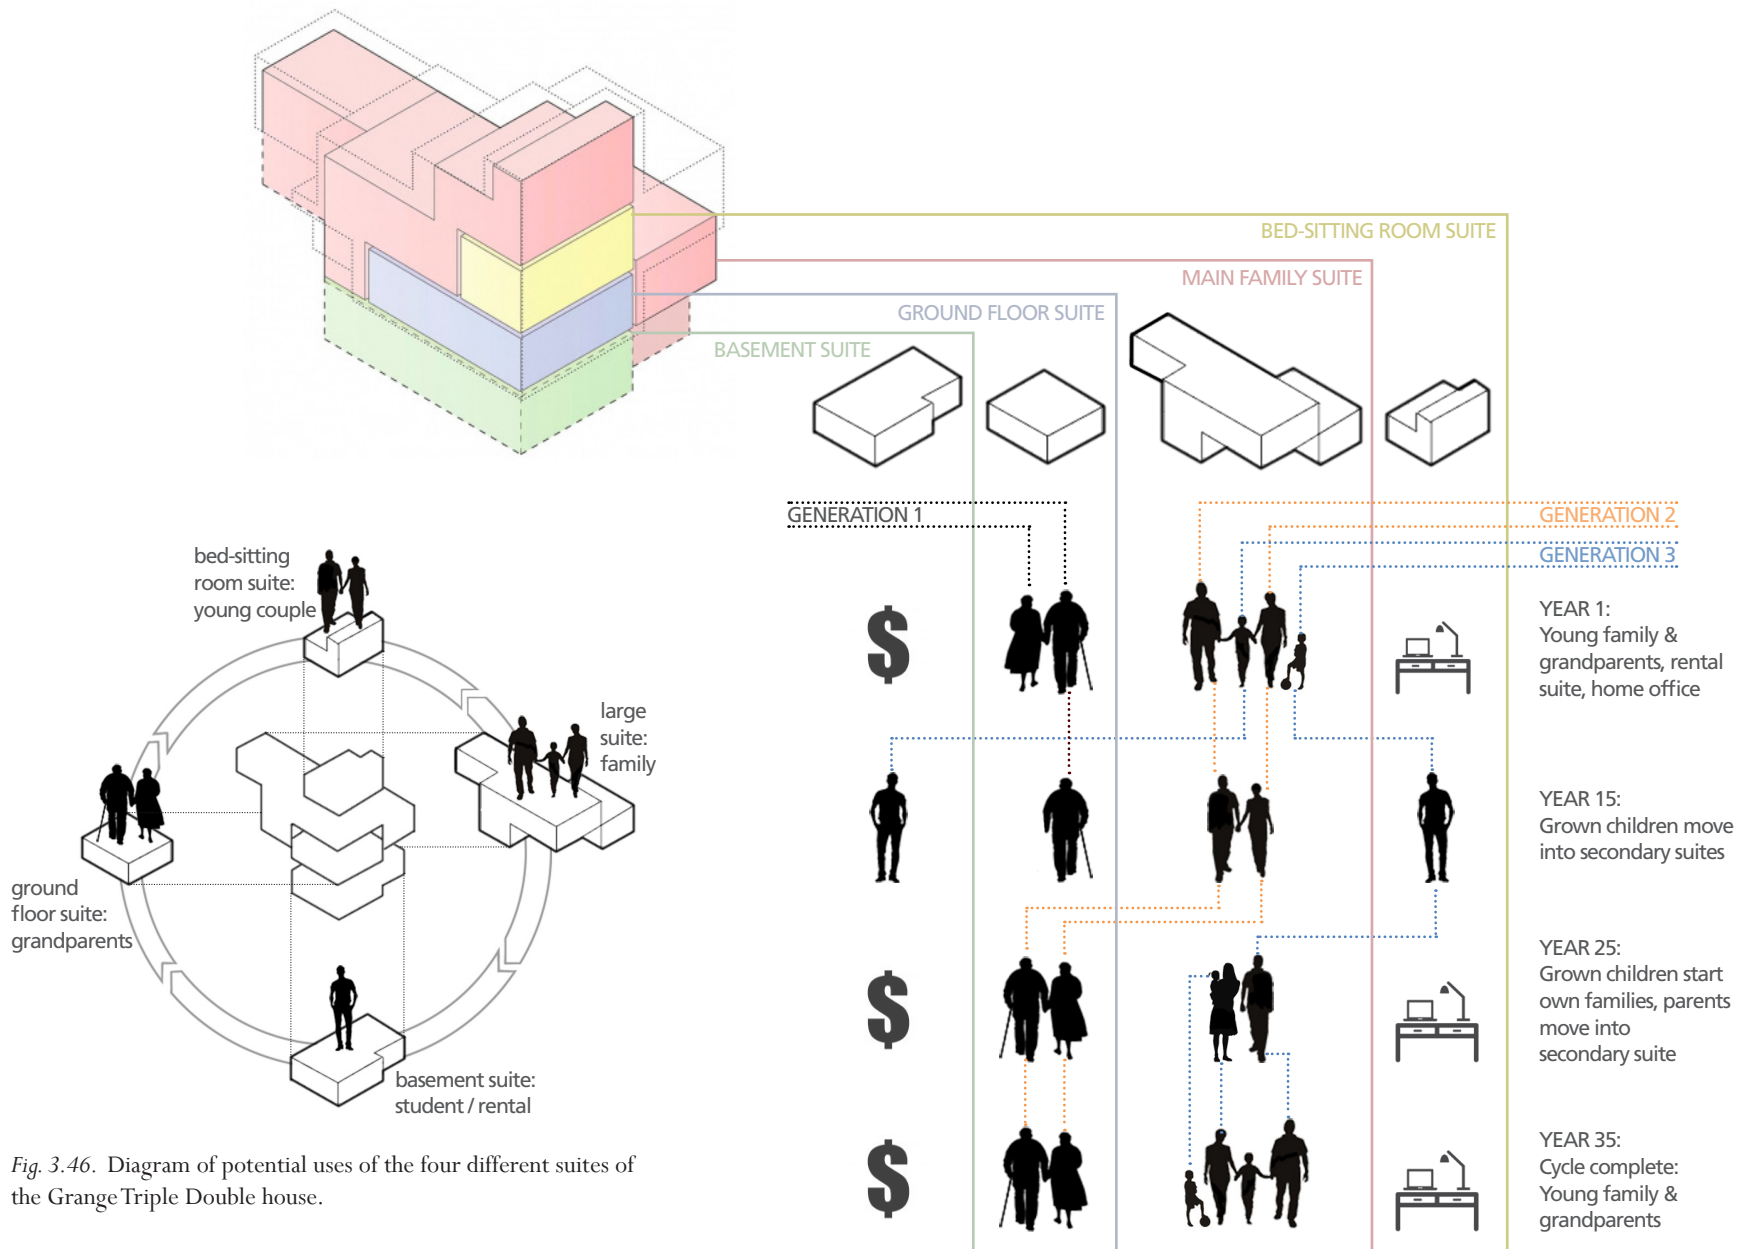 BED-SITTING ROOM SUITE
MAIN FAMILY SUITE
GROUND FLOOR SUITE
BASEMENT SUITE
GENERATION 1
GENERATION 2
GENERATION 3
$
YEAR 1:
Young family &
grandparents, rental
suite, home office
YEAR 15:
Grown children move
into secondary suites
$
YEAR 25:
Grown children start
own families, parents
move into
secondary suite
$
YEAR 35:
Cycle complete:
Young family &
grandparents
bed-sitting
room suite:
young couple
large
suite:
family
ground
floor suite:
grandparents
basement suite:
student / rental
Fig. 3.46. Diagram of potential uses of the four different suites of
the Grange Triple Double house.